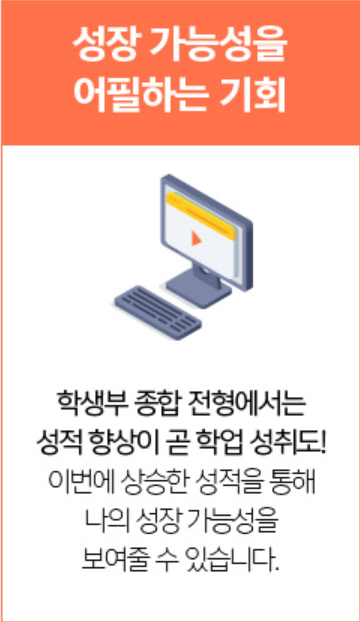 성장 가능성을
어필하는 기회
학생부 종합 전형에서는
성적 향상이 곧 학업 성취도!
이번에 상승한 성적을 통해
나의 성장 가능성을
보여줄 수 있습니다.